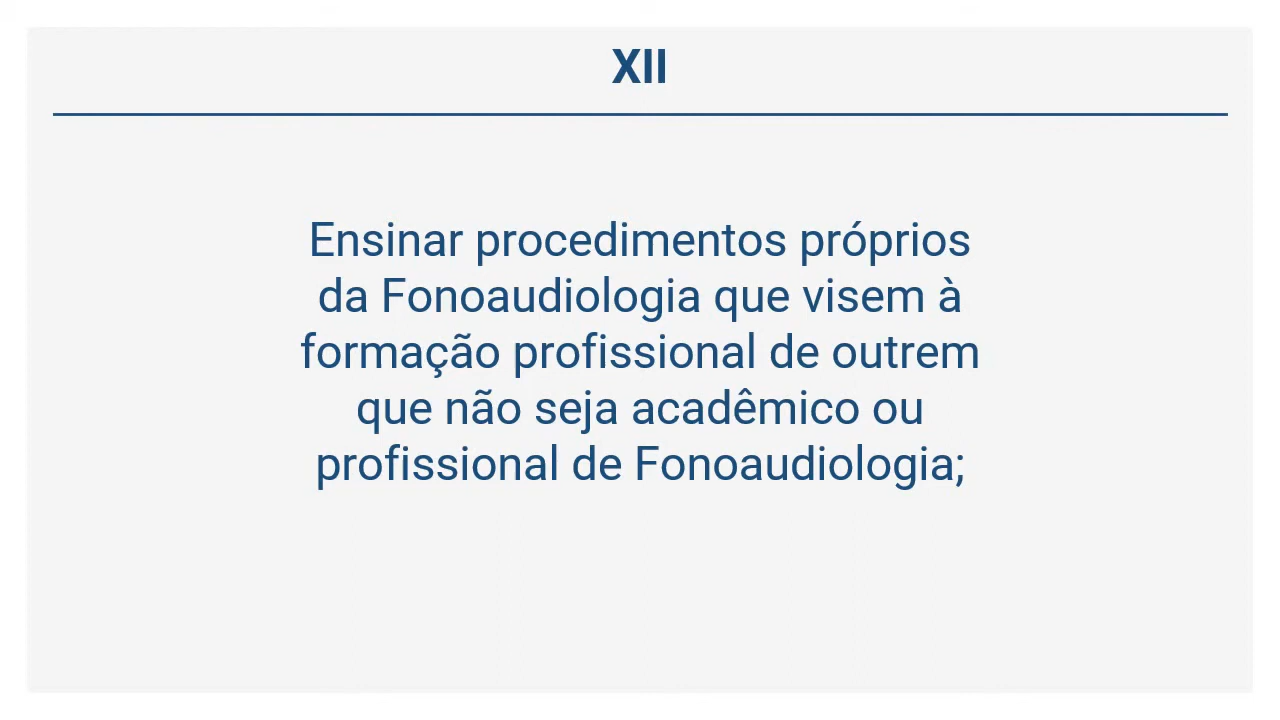 XII
Ensinar procedimentos próprios
da Fonoaudiologia que visem à
formação profissional de outrem
que não seja acadêmico ou
profissional de Fonoaudiologia;